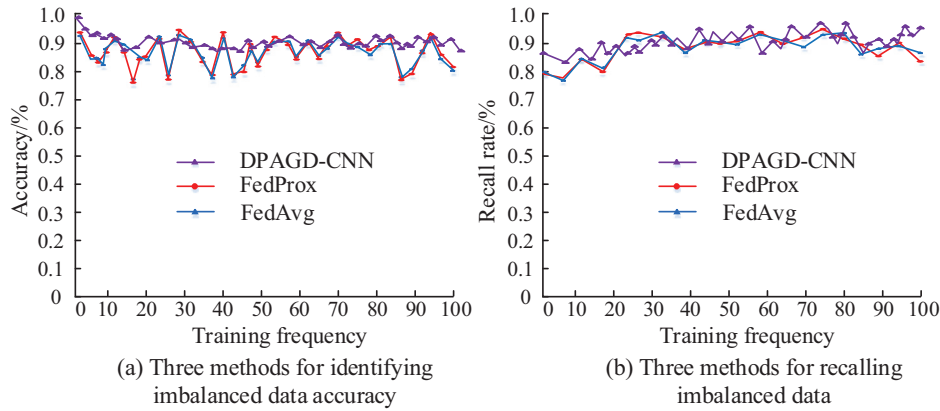 1.0
0.9
0.8
0.7
0.6
0.5
0.4
0.3
0.2
0.1
0
Accuracy/%
DPAGD-CNN
FedProx
FedAvg
0 10 20 30 40 50 60 70 80 90 100
Training frequency
(a) Three methods for identifying
imbalanced data accuracy
1.0
0.9
0.8
0.7
0.6
0.5
0.4
0.3
0.2
0.1
0
Recall rate/%
DPAGD-CNN
FedProx
FedAvg
0 10 20 30 40 50 60 70 80 90 100
Training frequency
(b) Three methods for recalling
imbalanced data